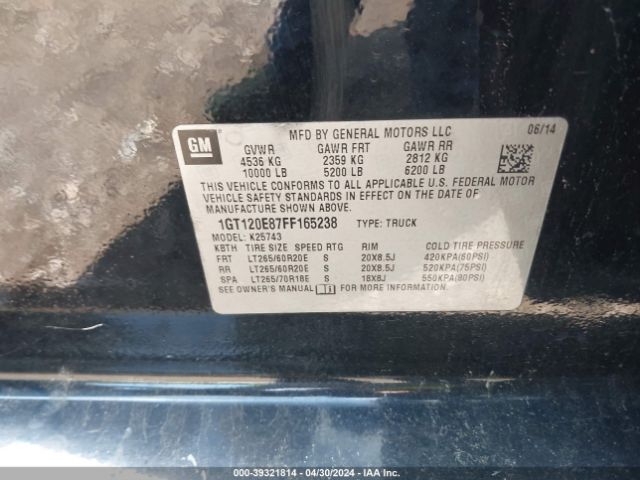 GM
MFD BY GENERAL MOTORS LLC 06/14
GVWR GAWR FRT GAWR RR
4536 KG 2359 KG 2812 KG
10000 LB 5200 LB 6200 LB
THIS VEHICLE CONFORMS TO ALL APPLICABLE U.S. FEDERAL MOTOR
VEHICLE SAFETY STANDARDS IN EFFECT ON THE DATE OF
MANUFACTURE SHOWN ABOVE.
1GT120E87FF165238 TYPE: TRUCK
MODEL: K25743
KBTH TIRE SIZE SPEED RTG RIM COLD TIRE PRESSURE
FRT LT265/60R20E S 20X8.5J 420KPA(60PSI)
RR LT265/60R20E S 20X8.5J 520KPA(75PSI)
SPA LT265/70R18E S 18X8J 550KPA(80PSI)
SEE OWNER'S MANUAL FOR MORE INFORMATION
000-39321814 - 04/30/2024 - IAA Inc.